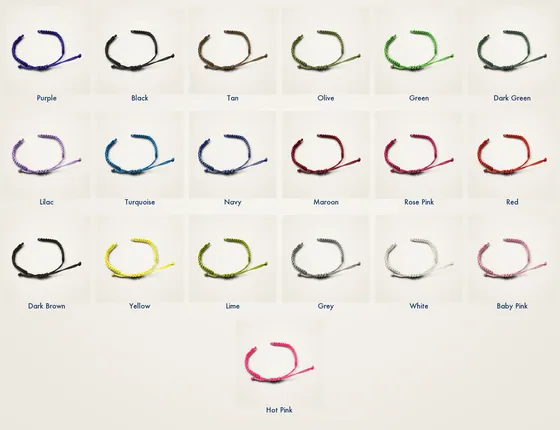 Purple
Black
Tan
Olive
Green
Dark Green
Lilac
Turquoise
Navy
Maroon
Rose Pink
Red
Dark Brown
Yellow
Lime
Grey
White
Baby Pink
Hot Pink